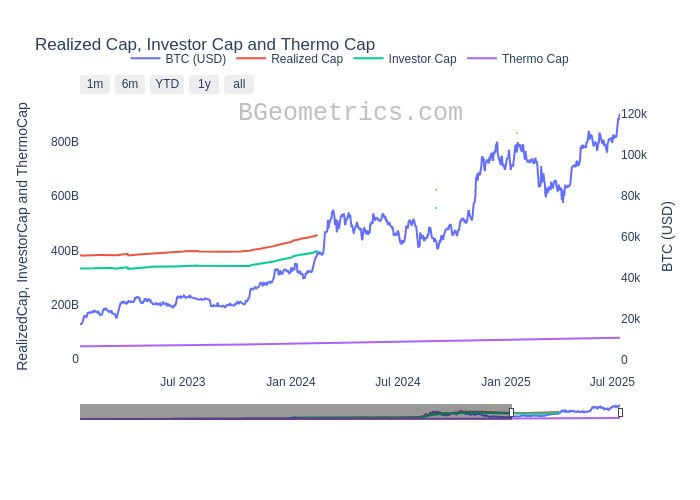 Realized Cap, Investor Cap and Thermo Cap
BTC (USD) Realized Cap Investor Cap Thermo Cap
1m 6m YTD 1y all
BGeometrics.com
RealizedCap, InvestorCap and ThermoCap
800B
600B
400B
200B
0
120k
100k
80k
60k
40k
20k
0
BTC (USD)
Jul 2023 Jan 2024 Jul 2024 Jan 2025 Jul 2025